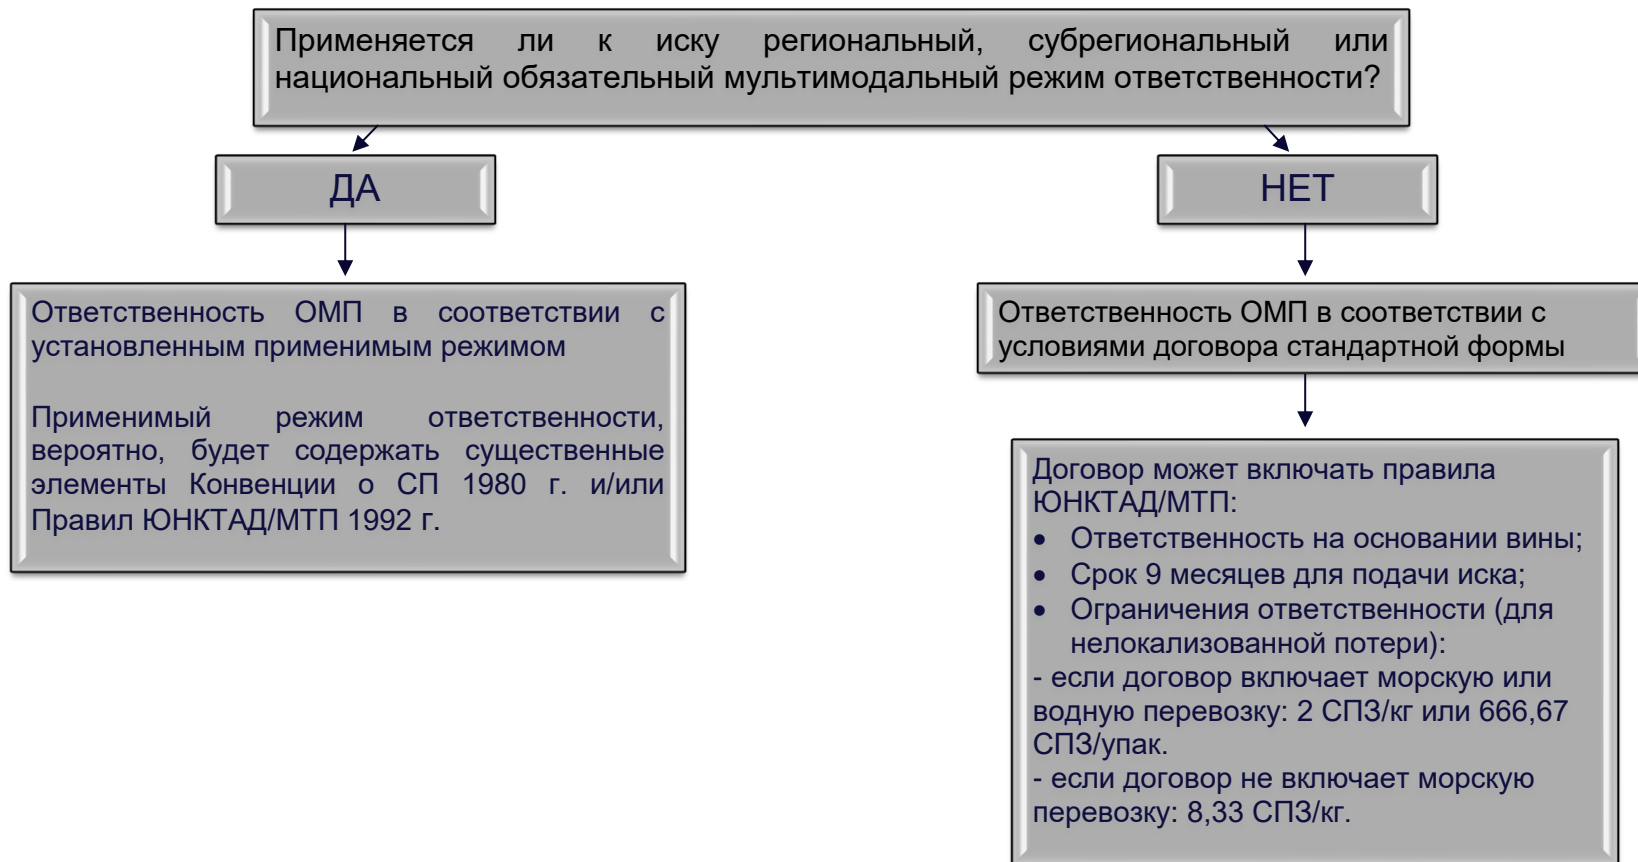 Применяется ли к иску региональный, субрегиональный или
национальный обязательный мультимодальный режим ответственности?
ДА
НЕТ
Ответственность ОМП в соответствии с
установленным применимым режимом
Применимый режим ответственности,
вероятно, будет содержать существенные
элементы Конвенции о СП 1980 г. и/или
Правил ЮНКТАД/МТП 1992 г.
Ответственность ОМП в соответствии с
условиями договора стандартной формы
Договор может включать правила
ЮНКТАД/МТП:
• Ответственность на основании вины;
• Срок 9 месяцев для подачи иска;
• Ограничения ответственности (для
нелокализованной потери):
- если договор включает морскую или
водную перевозку: 2 СПЗ/кг или 666,67
СПЗ/упак.
- если договор не включает морскую
перевозку: 8,33 СПЗ/кг.